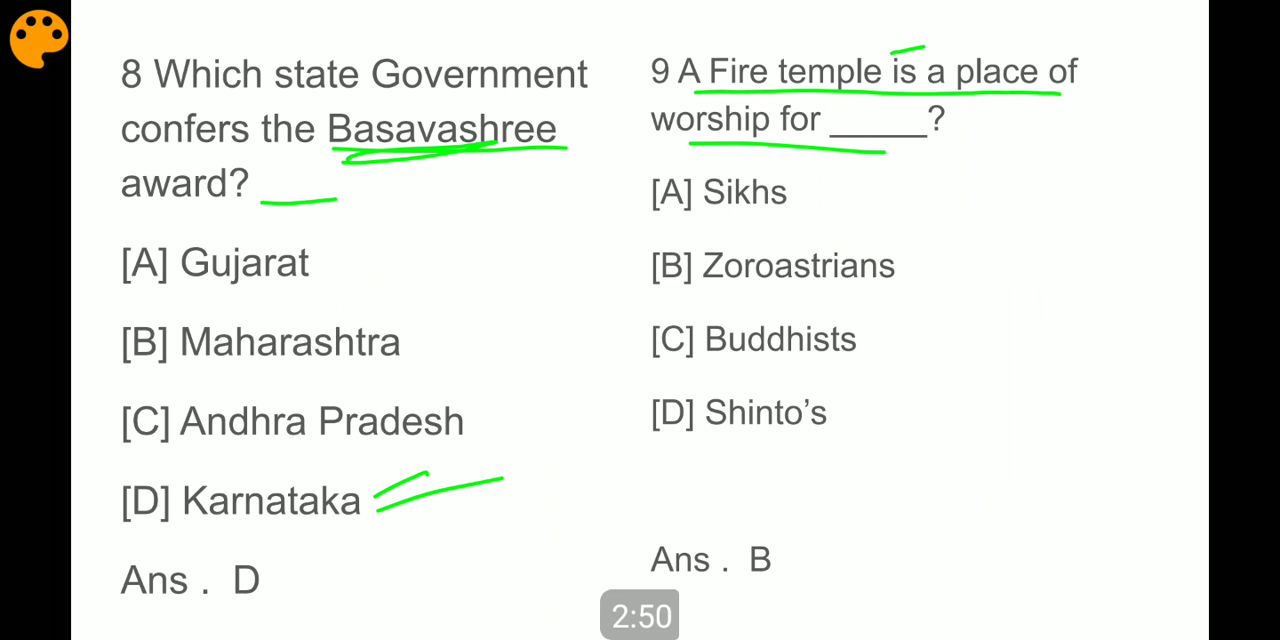 8 Which state Government
confers the Basavashree
award? ___
[A] Gujarat
[B] Maharashtra
[C] Andhra Pradesh
[D] Karnataka
Ans . D
9 A Fire temple is a place of
worship for _____?
[A] Sikhs
[B] Zoroastrians
[C] Buddhists
[D] Shinto’s
Ans . B
2:50